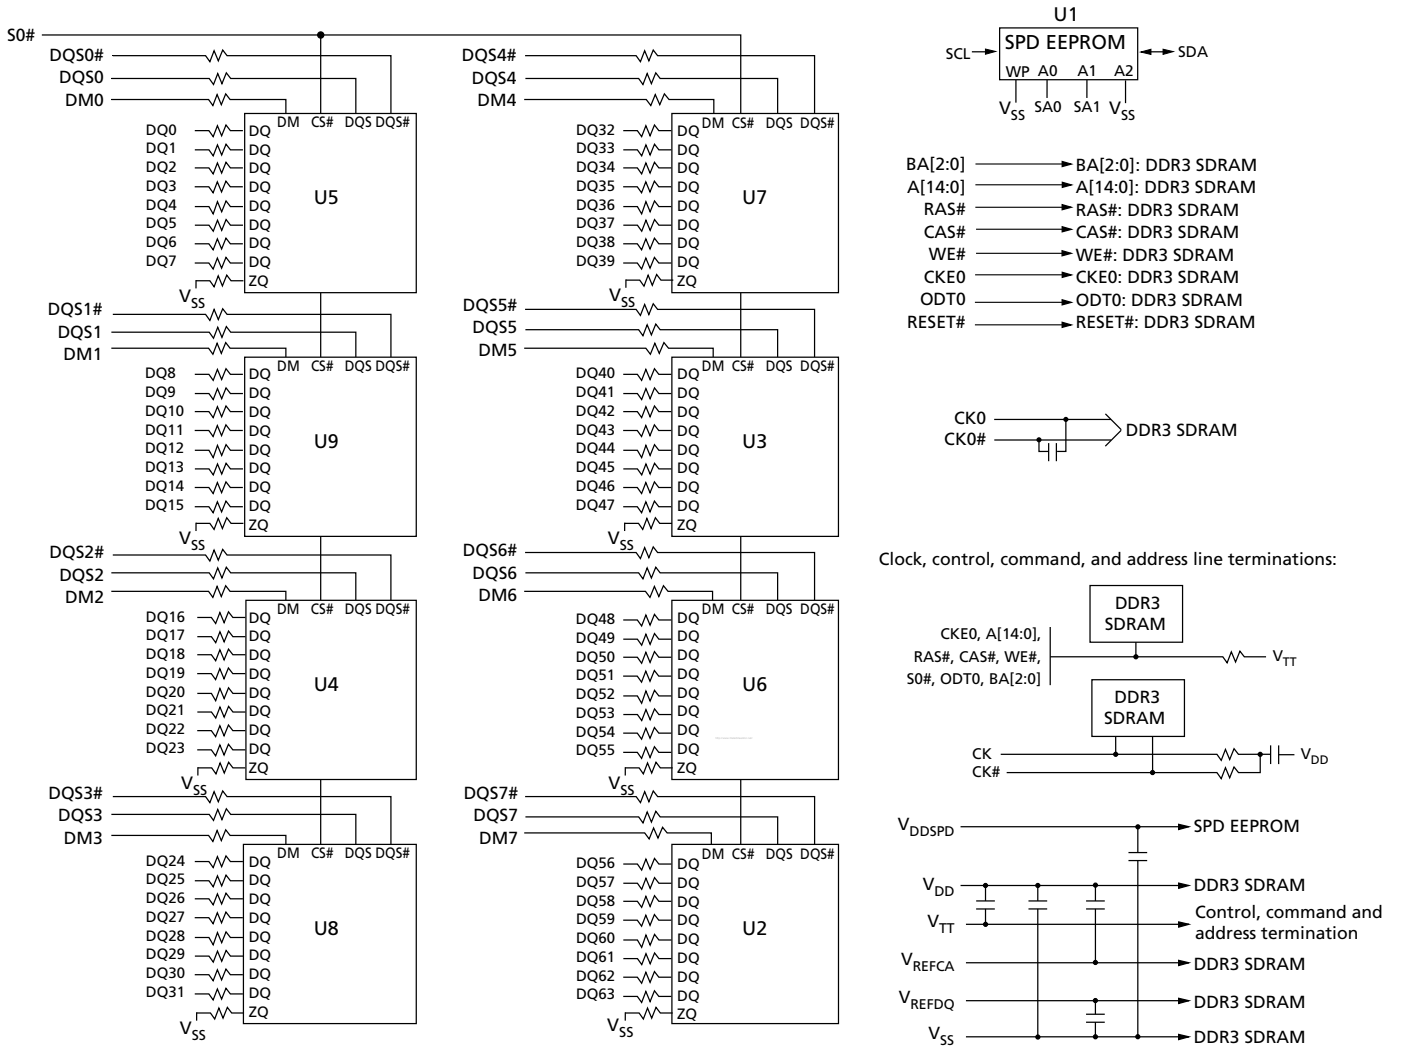 S0#
DQS0#
DQS0
DM0
DM CS# DQS DQS#
DQ0 DQ
DQ1 DQ
DQ2 DQ
DQ3 DQ
DQ4 DQ
DQ5 DQ
DQ6 DQ
DQ7 DQ
ZQ
VSS
U5
DQS1#
DQS1
DM1
DM CS# DQS DQS#
DQ8 DQ
DQ9 DQ
DQ10 DQ
DQ11 DQ
DQ12 DQ
DQ13 DQ
DQ14 DQ
DQ15 DQ
ZQ
VSS
U9
DQS2#
DQS2
DM2
DM CS# DQS DQS#
DQ16 DQ
DQ17 DQ
DQ18 DQ
DQ19 DQ
DQ20 DQ
DQ21 DQ
DQ22 DQ
DQ23 DQ
ZQ
VSS
U4
DQS3#
DQS3
DM3
DM CS# DQS DQS#
DQ24 DQ
DQ25 DQ
DQ26 DQ
DQ27 DQ
DQ28 DQ
DQ29 DQ
DQ30 DQ
DQ31 DQ
ZQ
VSS
U8
DQS4#
DQS4
DM4
DM CS# DQS DQS#
DQ32 DQ
DQ33 DQ
DQ34 DQ
DQ35 DQ
DQ36 DQ
DQ37 DQ
DQ38 DQ
DQ39 DQ
ZQ
VSS
U7
DQS5#
DQS5
DM5
DM CS# DQS DQS#
DQ40 DQ
DQ41 DQ
DQ42 DQ
DQ43 DQ
DQ44 DQ
DQ45 DQ
DQ46 DQ
DQ47 DQ
ZQ
VSS
U3
DQS6#
DQS6
DM6
DM CS# DQS DQS#
DQ48 DQ
DQ49 DQ
DQ50 DQ
DQ51 DQ
DQ52 DQ
DQ53 DQ
DQ54 DQ
DQ55 DQ
ZQ
VSS
U6
DQS7#
DQS7
DM7
DM CS# DQS DQS#
DQ56 DQ
DQ57 DQ
DQ58 DQ
DQ59 DQ
DQ60 DQ
DQ61 DQ
DQ62 DQ
DQ63 DQ
ZQ
VSS
U2
U1
SCL SPD EEPROM SDA
WP A0 A1 A2
VSS SA0 SA1 VSS
BA[2:0] BA[2:0]: DDR3 SDRAM
A[14:0] A[14:0]: DDR3 SDRAM
RAS# RAS#: DDR3 SDRAM
CAS# CAS#: DDR3 SDRAM
WE# WE#: DDR3 SDRAM
CKE0 CKE0: DDR3 SDRAM
ODT0 ODT0: DDR3 SDRAM
RESET# RESET#: DDR3 SDRAM
CK0
CK0#
DDR3 SDRAM
Clock, control, command, and address line terminations:
DDR3
SDRAM
CKE0, A[14:0],
RAS#, CAS#, WE#,
S0#, ODT0, BA[2:0]
VTT
DDR3
SDRAM
CK
CK#
VDD
VDDSPD SPD EEPROM
VDD DDR3 SDRAM
VTT Control, command and
address termination
VREFCA DDR3 SDRAM
VREFDQ DDR3 SDRAM
VSS DDR3 SDRAM